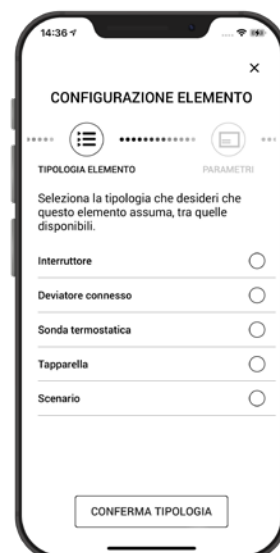 14:36
CONFIGURAZIONE ELEMENTO
TIPOLOGIA ELEMENTO
PARAMETRI
Seleziona la tipologia che desideri che
questo elemento assuma, tra quelle
disponibili.
Interruttore
Deviatore connesso
Sonda termostatica
Tapparella
Scenario
CONFERMA TIPOLOGIA